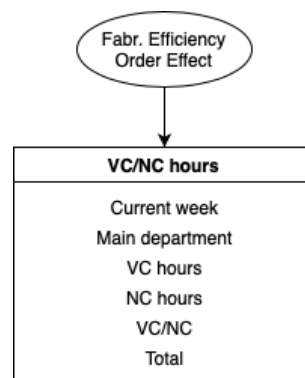 Fabr. Efficiency
Order Effect
VC/NC hours
Current week
Main department
VC hours
NC hours
VC/NC
Total